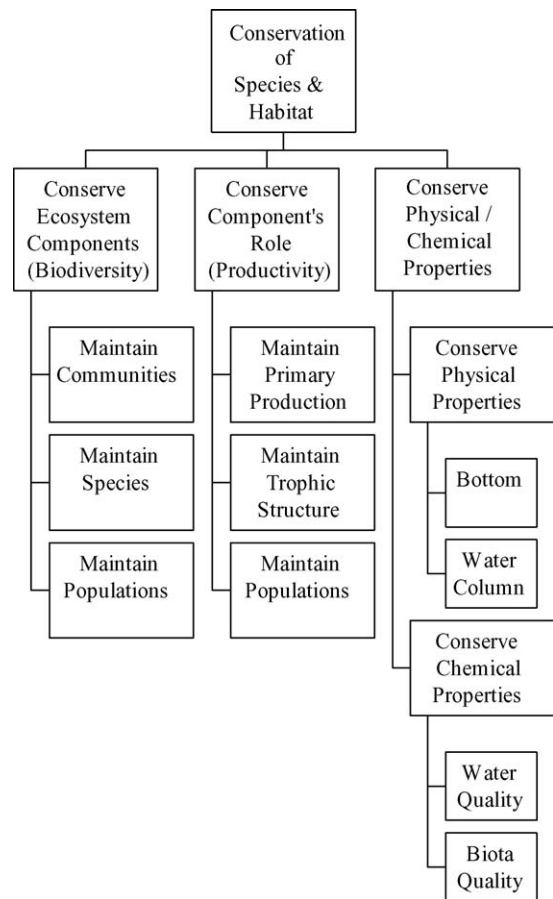 Conservation
of
Species &
Habitat
Conserve
Ecosystem
Components
(Biodiversity)
Conserve
Component's
Role
(Productivity)
Conserve
Physical /
Chemical
Properties
Maintain
Communities
Maintain
Species
Maintain
Populations
Maintain
Primary
Production
Maintain
Trophic
Structure
Maintain
Populations
Conserve
Physical
Properties
Bottom
Water
Column
Conserve
Chemical
Properties
Water
Quality
Biota
Quality